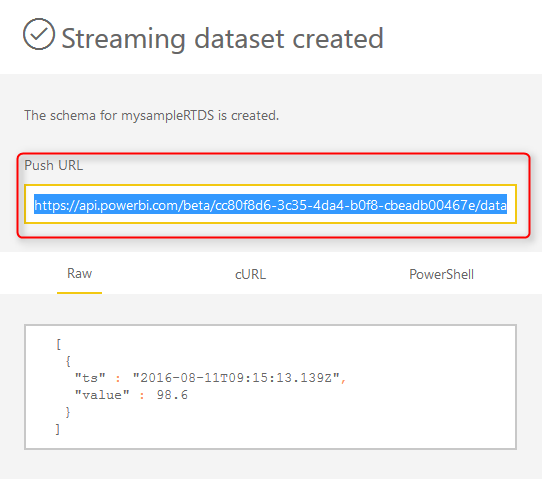 Streaming dataset created
The schema for mysampleRTDS is created.
Push URL
https://api.powerbi.com/beta/cc80f8d6-3c35-4da4-b0f8-cbeadb00467e/data
Raw cURL PowerShell
[
{
"ts" : "2016-08-11T09:15:13.139Z",
"value" : 98.6
}
]